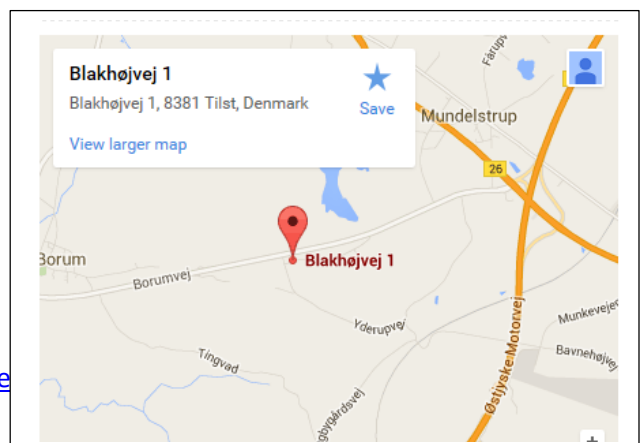 Blakhøjvej 1
Blakhøjvej 1, 8381 Tilst, Denmark
Save
View larger map
Mundelstrup
26
Borum
Borumvej
Blakhøjvej 1
Yderupvej
Tingvad
Munkevejen
Bavnehøjvej
Østjyske Motorvej
+